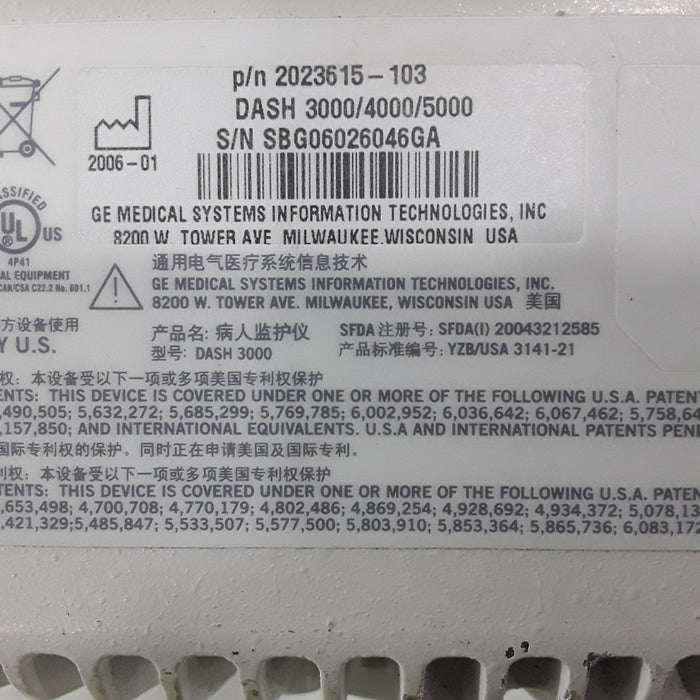 p/n 2023615-103
DASH 3000/4000/5000
S/N SBG06026046GA
2006-01
GE MEDICAL SYSTEMS INFORMATION TECHNOLOGIES, INC
8200 W. TOWER AVE MILWAUKEE.WISCONSIN USA
UL US
4P41
EQUIPMENT
CAN/CSA C22.2 No. 601.1
通用电气医疗系统信息技术
GE MEDICAL SYSTEMS INFORMATION TECHNOLOGIES, INC.
8200 W. TOWER AVE. MILWAUKEE, WISCONSIN USA 美国
方设备使用
Y U.S.
产品名: 病人监护仪
型号: DASH 3000
SFDA 注册号: SFDA(I) 20043212585
产品标准编号: YZB/USA 3141-21
权: 本设备受以下一项或多项美国专利权保护
ENTS: THIS DEVICE IS COVERED UNDER ONE OR MORE OF THE FOLLOWING U.S.A. PATENT
,490,505; 5,632,272; 5,685,299; 5,769,785; 6,002,952; 6,036,642; 6,067,462; 5,758,64
,157,850; AND INTERNATIONAL EQUIVALENTS. U.S.A AND INTERNATIONAL PATENTS PEN
国际专利权的保护。同时正在申请美国及国际专利。
利权: 本设备受以下一项或多项美国专利权保护
TENTS: THIS DEVICE IS COVERED UNDER ONE OR MORE OF THE FOLLOWING U.S.A. PATEN
,653,498; 4,700,708; 4,770,179; 4,802,486; 4,869,254; 4,928,692; 4,934,372; 5,078,13
,421,329;5,485,847; 5,533,507; 5,577,500; 5,803,910; 5,853,364; 5,865,736; 6,083,172